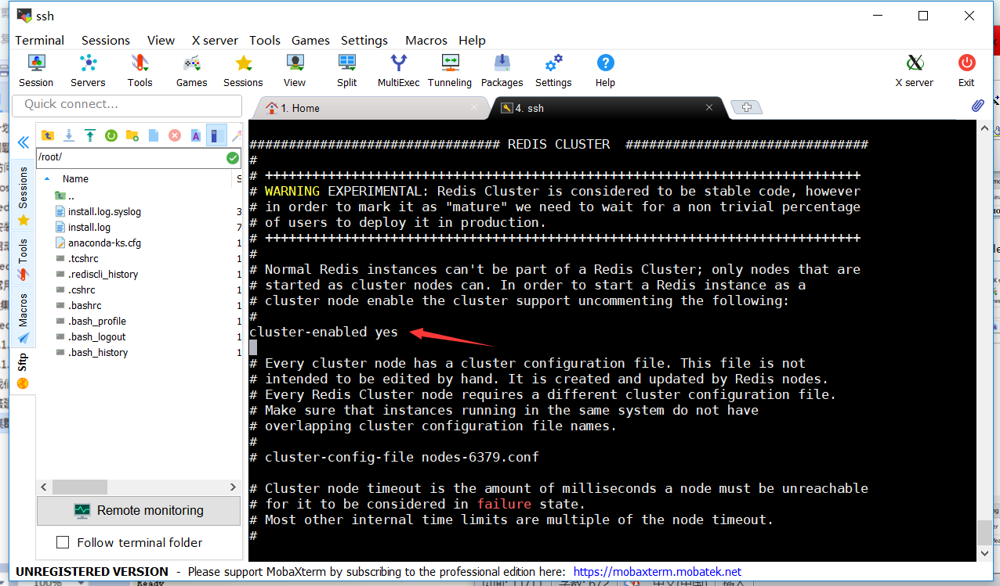 ssh
Terminal Sessions View X server Tools Games Settings Macros Help
Session Servers Tools Games Sessions View Split MultiExec Tunneling Packages Settings Help X server Exit
Quick connect...
1. Home
4. ssh
/root/
Sessions
Tools
Macros
Sftp
Name
..
install.log.syslog
install.log
anaconda-ks.cfg
.tcshrc
.rediscli_history
.cshrc
.bashrc
.bash_profile
.bash_logout
.bash_history
Remote monitoring
Follow terminal folder
################################ REDIS CLUSTER  ###############################
#
# ++++++++++++++++++++++++++++++++++++++++++++++++++++++++++++++++++++++++++++
# WARNING EXPERIMENTAL: Redis Cluster is considered to be stable code, however
# in order to mark it as "mature" we need to wait for a non trivial percentage
# of users to deploy it in production.
# ++++++++++++++++++++++++++++++++++++++++++++++++++++++++++++++++++++++++++++
#
# Normal Redis instances can't be part of a Redis Cluster; only nodes that are
# started as cluster nodes can. In order to start a Redis instance as a
# cluster node enable the cluster support uncommenting the following:
#
cluster-enabled yes
# Every cluster node has a cluster configuration file. This file is not
# intended to be edited by hand. It is created and updated by Redis nodes.
# Every Redis Cluster node requires a different cluster configuration file.
# Make sure that instances running in the same system do not have
# overlapping cluster configuration file names.
#
# cluster-config-file nodes-6379.conf
# Cluster node timeout is the amount of milliseconds a node must be unreachable
# for it to be considered in failure state.
# Most other internal time limits are multiple of the node timeout.
#
UNREGISTERED VERSION - Please support MobaXterm by subscribing to the professional edition here: https://mobaxterm.mobatek.net